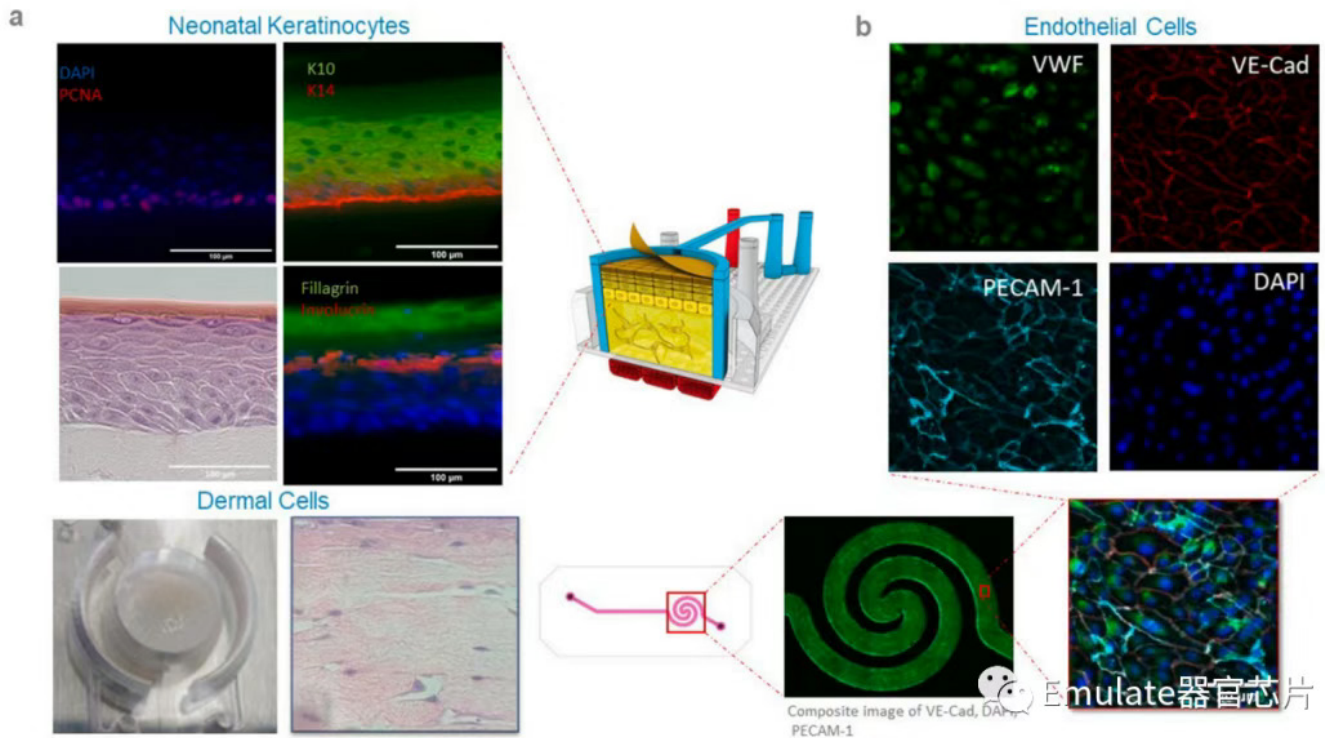 a
Neonatal Keratinocytes
DAPI
PCNA
100 µm
K10
K14
100 µm
100 µm
Fillagrin
Involucrin
100 µm
Dermal Cells
b
Endothelial Cells
VWF
VE-Cad
PECAM-1
DAPI
Composite image of VE-Cad, DAPI,
PECAM-1
Emulate器官芯片